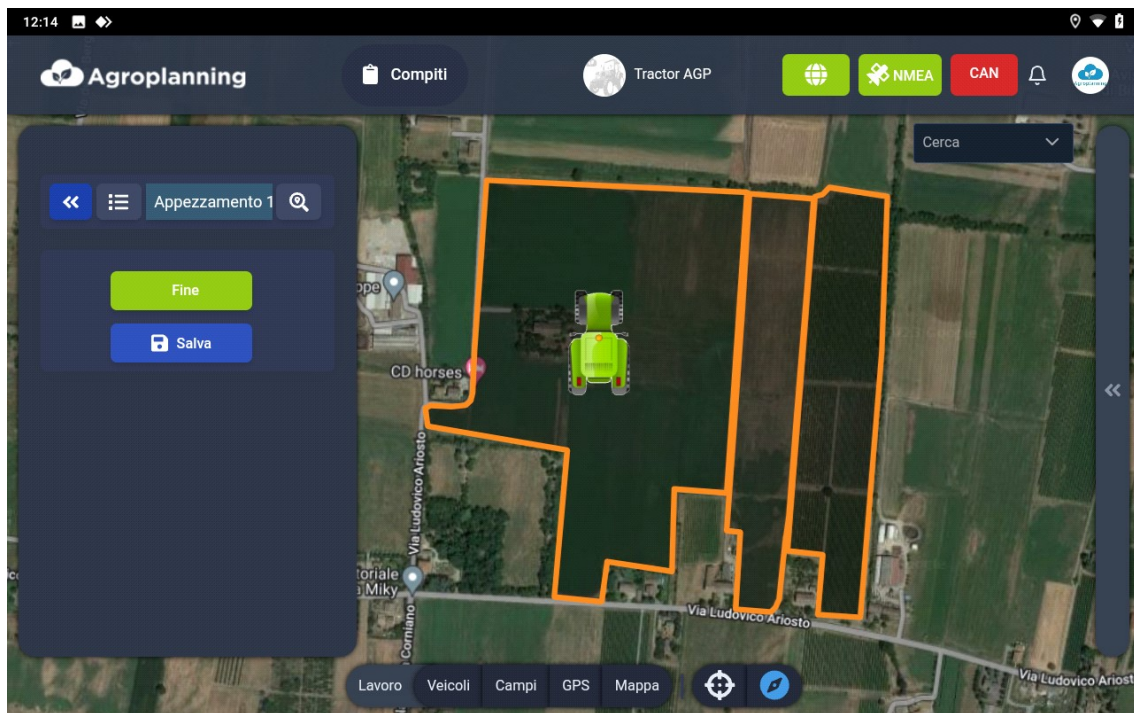 12:14
Agroplanning
Compiti
Tractor AGP
NMEA
CAN
Cerca
Appezzamento 1
Fine
Salva
CD horses
Via Ludovico Ariosto
toriale
Miky
Corniano
Via Ludovico Ariosto
Via Ludovico Ariost
Lavoro
Veicoli
Campi
GPS
Mappa